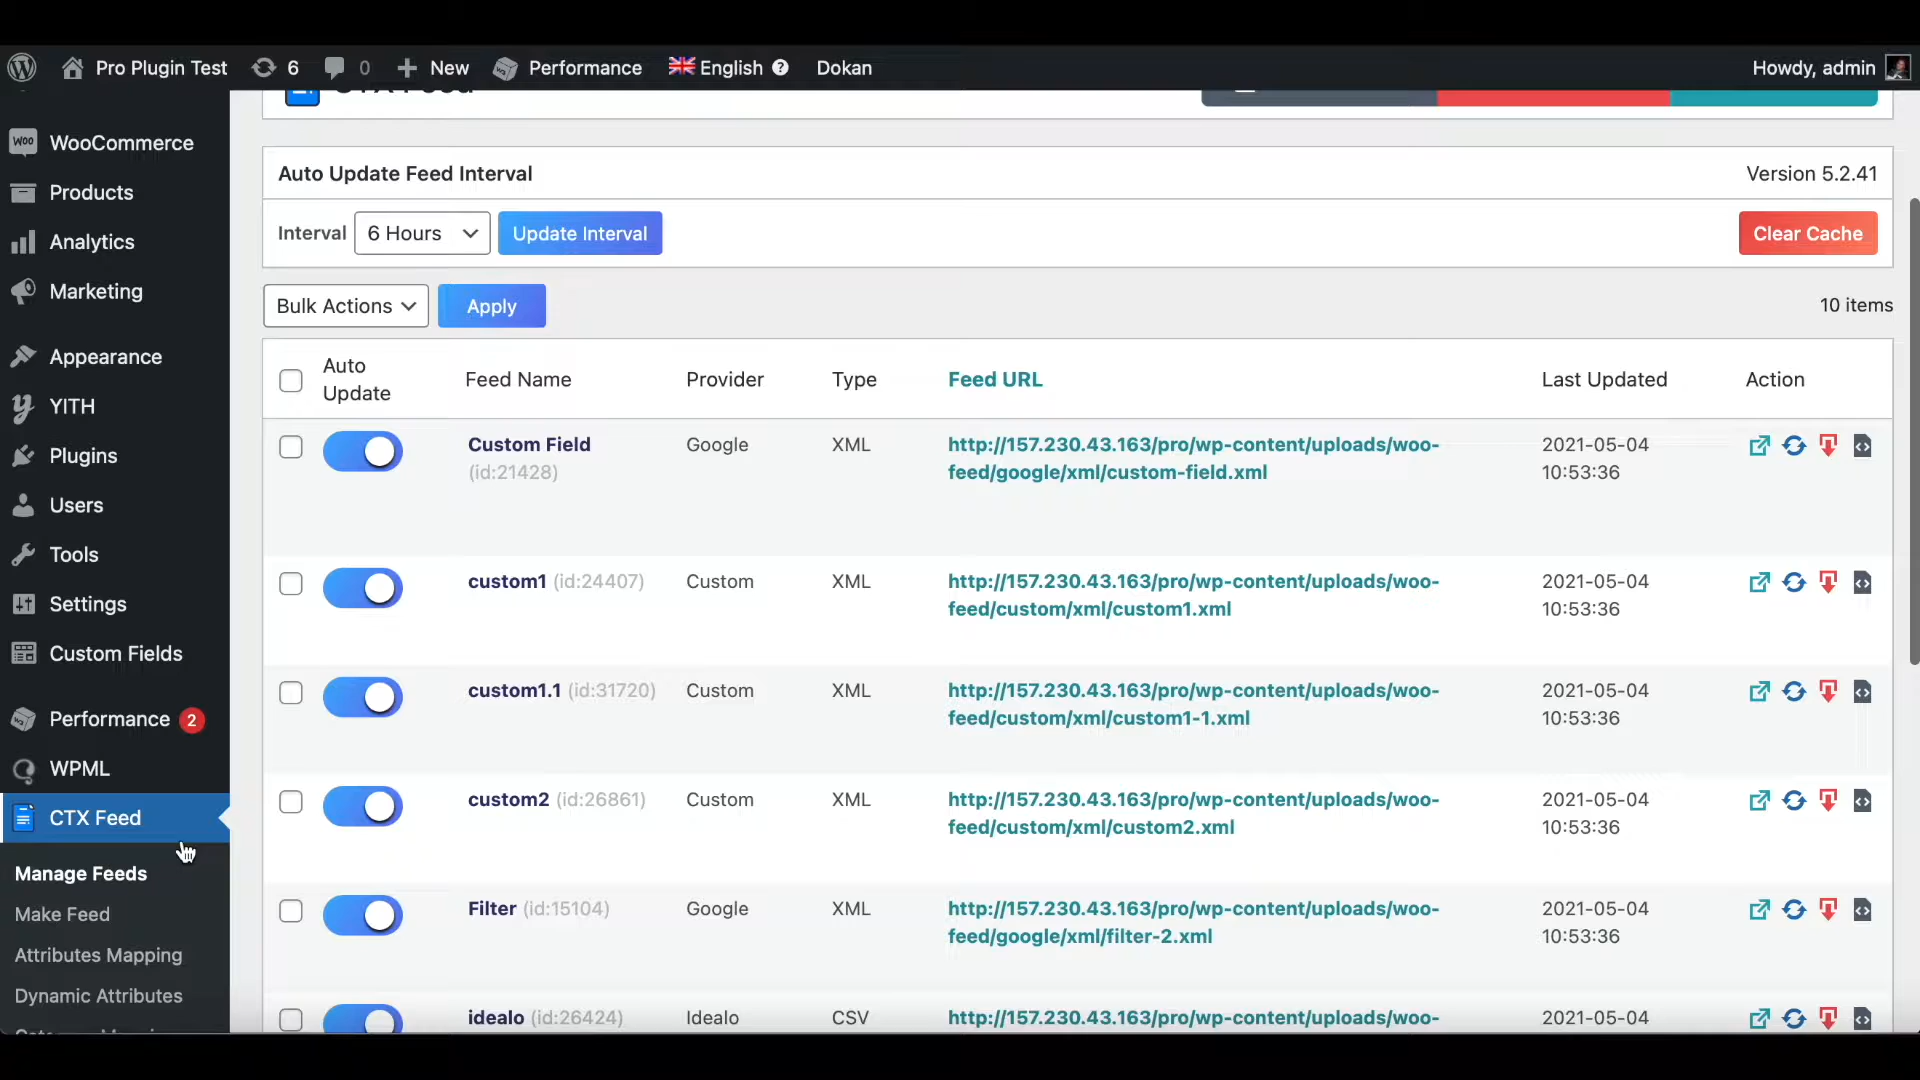 Pro Plugin Test 6 0 New Performance English ? Dokan Howdy, admin
WooCommerce
Products
Analytics
Marketing
Appearance
YITH
Plugins
Users
Tools
Settings
Custom Fields
Performance 2
WPML
CTX Feed
Manage Feeds
Make Feed
Attributes Mapping
Dynamic Attributes
Auto Update Feed Interval Version 5.2.41
Interval 6 Hours Update Interval Clear Cache
Bulk Actions Apply 10 items
Auto
Update Feed Name Provider Type Feed URL Last Updated Action
Custom Field Google XML http://157.230.43.163/pro/wp-content/uploads/woo- 2021-05-04
(id:21428) feed/google/xml/custom-field.xml 10:53:36
custom1 (id:24407) Custom XML http://157.230.43.163/pro/wp-content/uploads/woo- 2021-05-04
feed/custom/xml/custom1.xml 10:53:36
custom1.1 (id:31720) Custom XML http://157.230.43.163/pro/wp-content/uploads/woo- 2021-05-04
feed/custom/xml/custom1-1.xml 10:53:36
custom2 (id:26861) Custom XML http://157.230.43.163/pro/wp-content/uploads/woo- 2021-05-04
feed/custom/xml/custom2.xml 10:53:36
Filter (id:15104) Google XML http://157.230.43.163/pro/wp-content/uploads/woo- 2021-05-04
feed/google/xml/filter-2.xml 10:53:36
idealo (id:26424) Idealo CSV http://157.230.43.163/pro/wp-content/uploads/woo- 2021-05-04